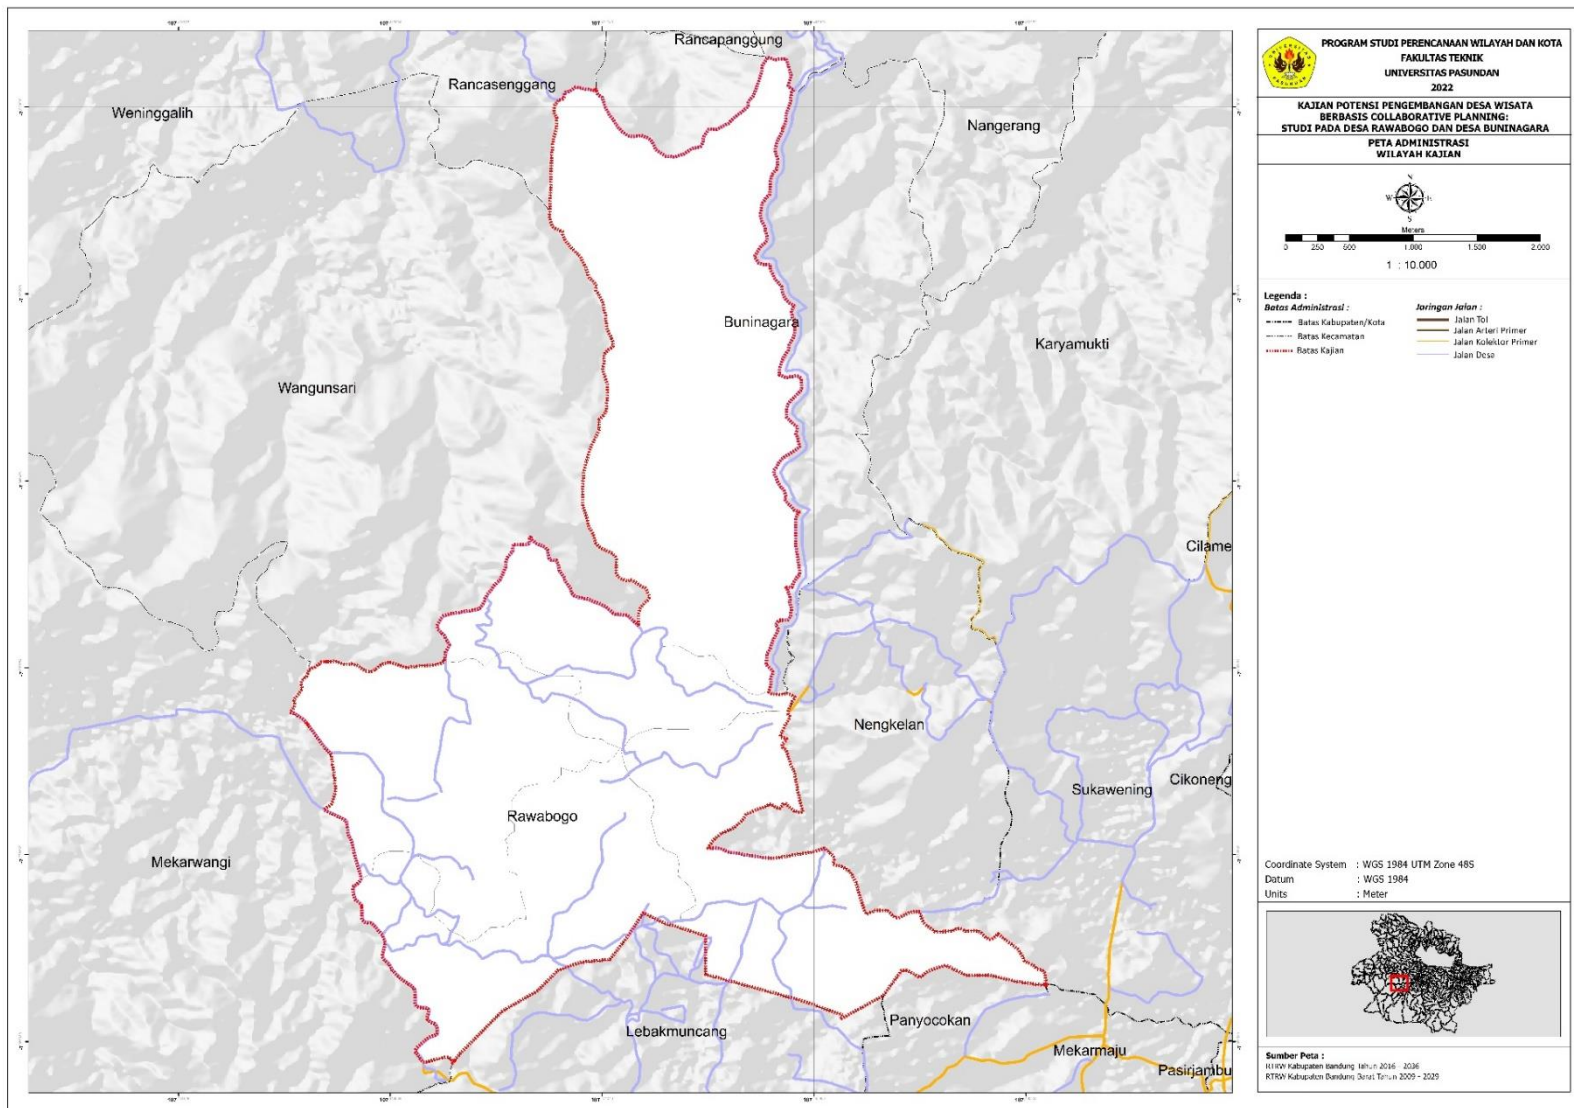 Rancapanggung
Rancasenggang
Weninggalih
Nangerang
Buninagara
Karyamukti
Wangunsari
Cilame
Nengkelan
Cikoneng
Sukawening
Rawabogo
Mekarwangi
Panyocokan
Lebakmuncang
Mekarmaju
Pasirjambu
PROGRAM STUDI PERENCANAAN WILAYAH DAN KOTA
FAKULTAS TEKNIK
UNIVERSITAS PASUNDAN
2022
KAJIAN POTENSI PENGEMBANGAN DESA WISATA
BERBASIS COLLABORATIVE PLANNING:
STUDI PADA DESA RAWABOGO DAN DESA BUNINAGARA
PETA ADMINISTRASI
WILAYAH KAJIAN
N
W E
S
Meters
0 250 500 1.000 1.500 2.000
1 : 10.000
Legenda :
Batas Administrasi : Jaringan Jalan :
Batas Kabupaten/Kota Jalan Tol
Batas Kecamatan Jalan Arteri Primer
Batas Kajian Jalan Kolektor Primer
Jalan Desa
Coordinate System : WGS 1984 UTM Zone 48S
Datum : WGS 1984
Units : Meter
Sumber Peta :
RTRW Kabupaten Bandung Tahun 2016 - 2036
RTRW Kabupaten Bandung Barat Tahun 2009 - 2029